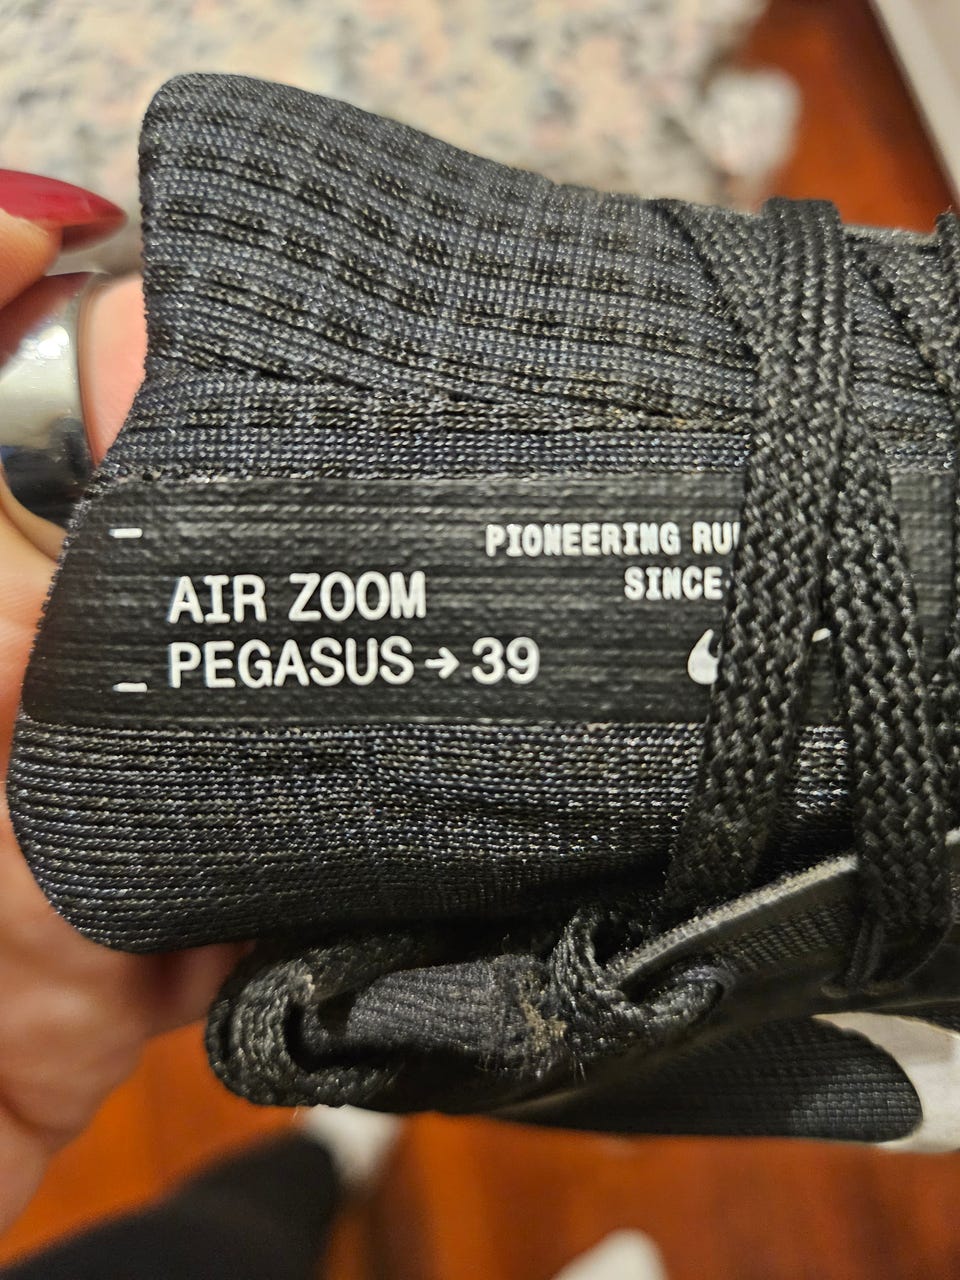 PIONEERING
SINCE
AIR ZOOM
PEGASUS → 39